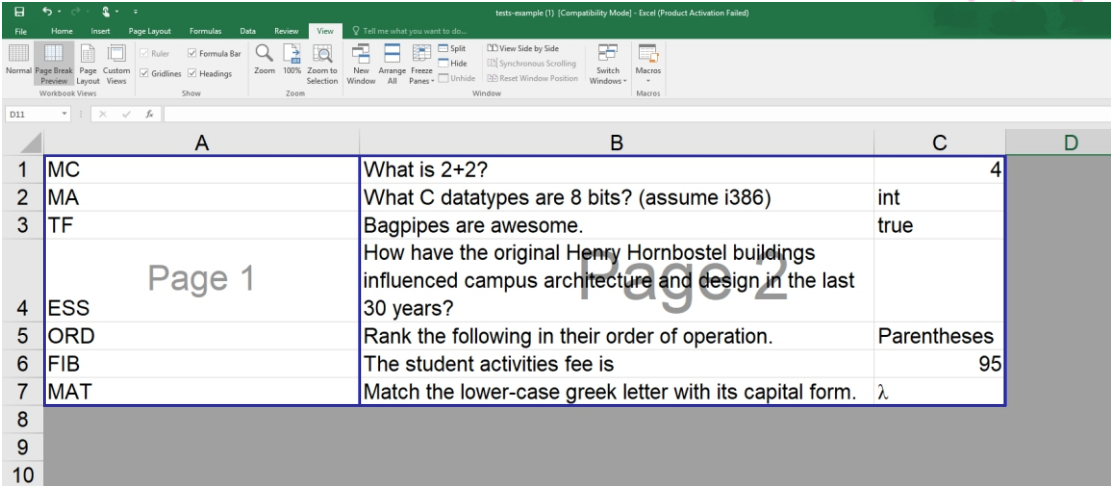 tests-example (1) [Compatibility Mode] - Excel (Product Activation Failed)
File Home Insert Page Layout Formulas Data Review View Tell me what you want to do...
Normal Page Break Preview Page Layout Custom Views
Workbook Views
Ruler Formula Bar
Gridlines Headings
Show
Zoom 100% Zoom to Selection
Zoom
New Window Arrange All Freeze Panes
Split
Hide
Unhide
View Side by Side
Synchronous Scrolling
Reset Window Position
Switch Windows
Window
Macros
Macros
D11 fx
A B C D
1 MC What is 2+2? 4
2 MA What C datatypes are 8 bits? (assume i386) int
3 TF Bagpipes are awesome. true
How have the original Henry Hornbostel buildings
influenced campus architecture and design in the last
4 ESS 30 years?
Page 1 Page 2
5 ORD Rank the following in their order of operation. Parentheses
6 FIB The student activities fee is 95
7 MAT Match the lower-case greek letter with its capital form. λ
8
9
10